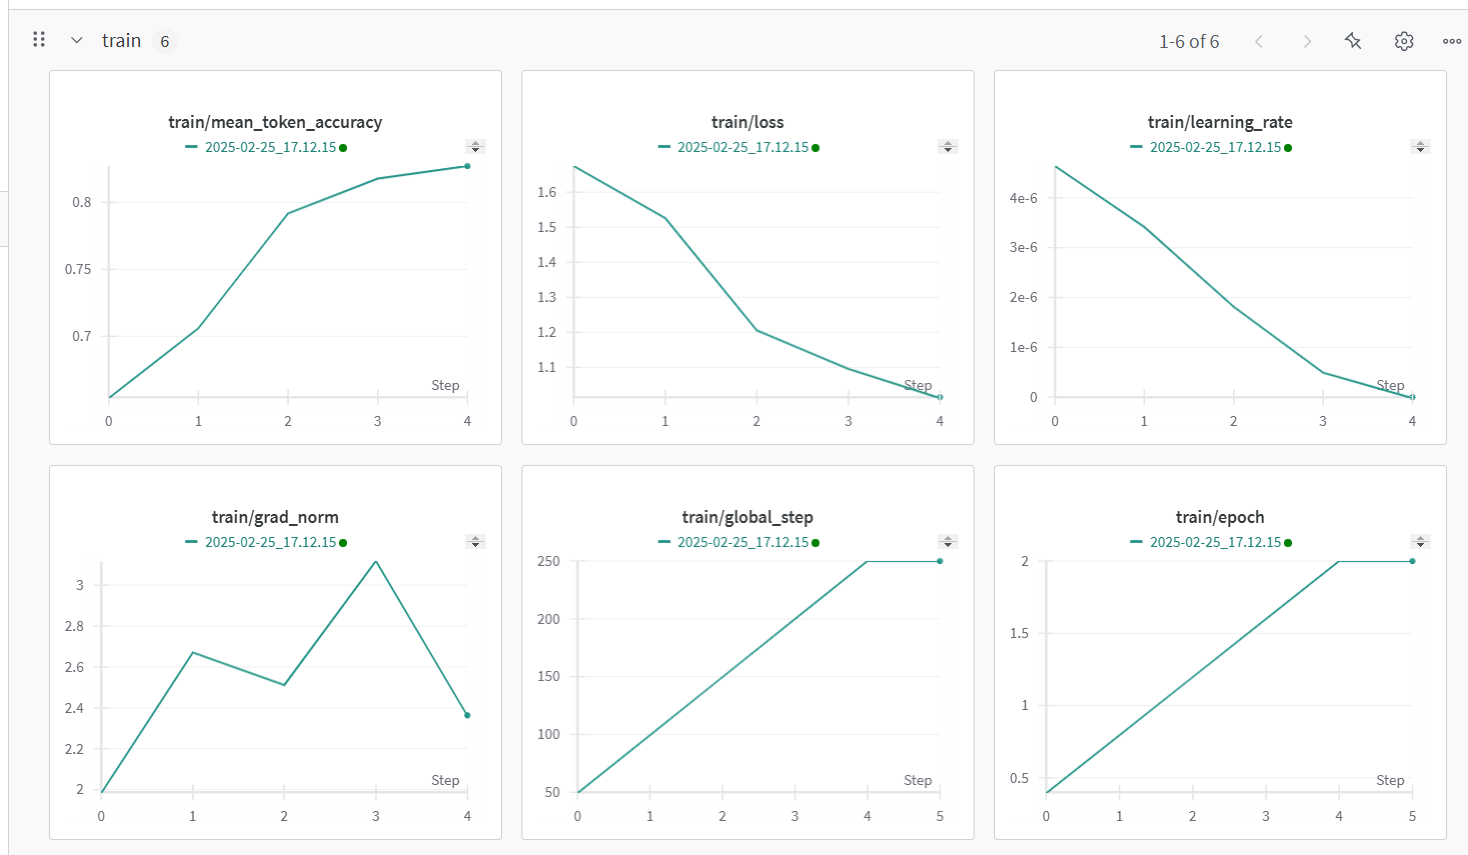 train 6
1-6 of 6
train/mean_token_accuracy
2025-02-25_17.12.15
0.8
0.75
0.7
Step
0 1 2 3 4
train/loss
2025-02-25_17.12.15
1.6
1.5
1.4
1.3
1.2
1.1
Step
0 1 2 3 4
train/learning_rate
2025-02-25_17.12.15
4e-6
3e-6
2e-6
1e-6
0
Step
0 1 2 3 4
train/grad_norm
2025-02-25_17.12.15
3
2.8
2.6
2.4
2.2
2
Step
0 1 2 3 4
train/global_step
2025-02-25_17.12.15
250
200
150
100
50
Step
0 1 2 3 4 5
train/epoch
2025-02-25_17.12.15
2
1.5
1
0.5
Step
0 1 2 3 4 5